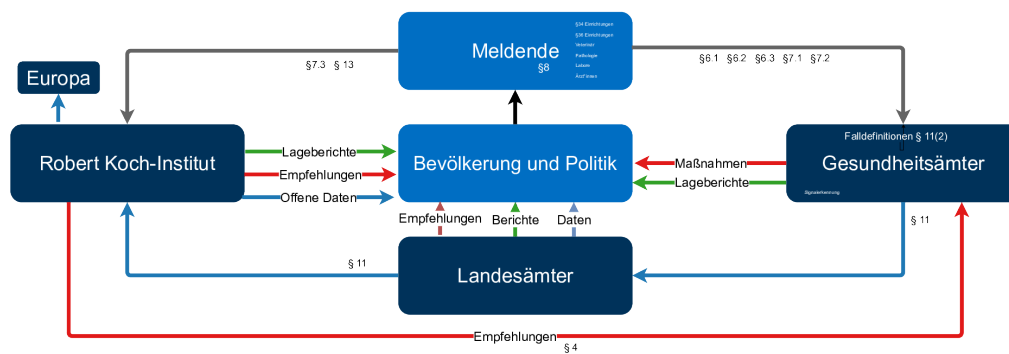 §34 Einrichtungen
§36 Einrichtungen
Veterinär
Pathologie
Labore
Ärzt*innen
Meldende
§8
§7.3 § 13
§6.1 §6.2 §6.3 §7.1 §7.2
Europa
Robert Koch-Institut
Lageberichte
Empfehlungen
Offene Daten
Bevölkerung und Politik
Maßnahmen
Lageberichte
Falldefinitionen § 11(2)
Gesundheitsämter
Signalerkennung
Empfehlungen Berichte Daten
§ 11
§ 11
Landesämter
Empfehlungen
§ 4